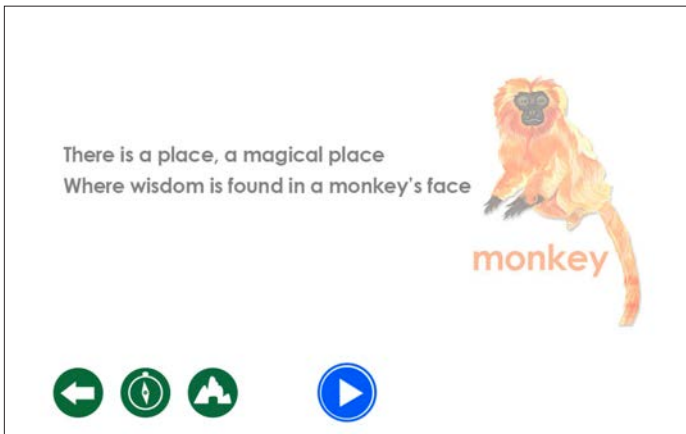 There is a place, a magical place
Where wisdom is found in a monkey's face
monkey